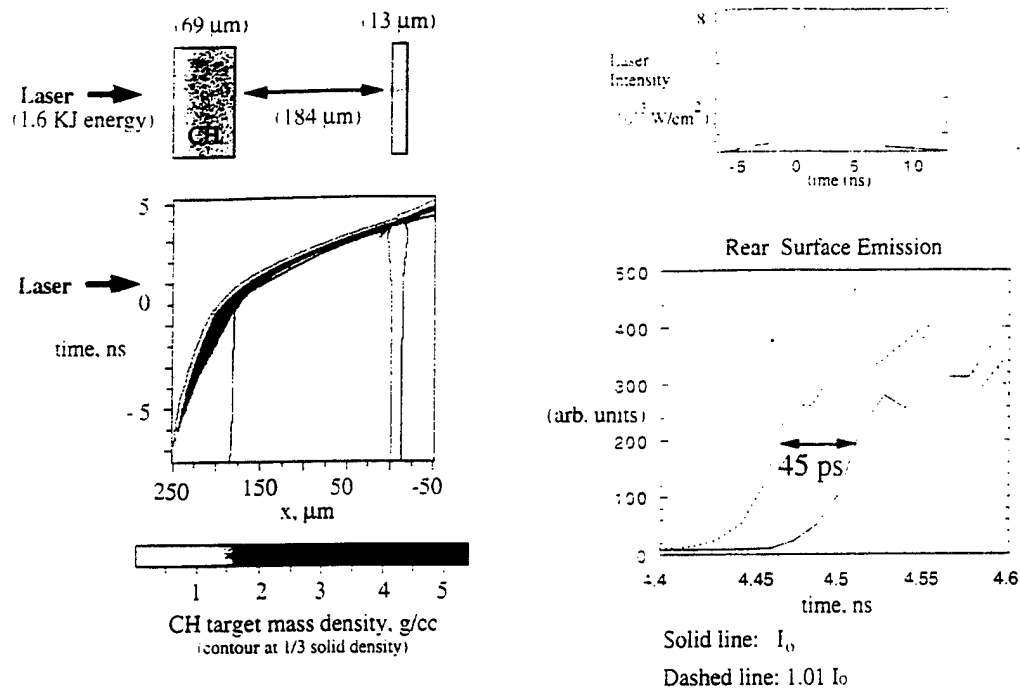 (69 µm)
(13 µm)
Laser
(1.6 KJ energy)
CH
(184 µm)
8
Laser
Intensity
W/cm²)
-5 0 5 10
time (ns)
5
Laser
0
time, ns
-5
250 150 50 -50
x, µm
1 2 3 4 5
CH target mass density, g/cc
(contour at 1/3 solid density)
Rear Surface Emission
500
400
300
(arb. units)
200
45 ps
100
0
4.4 4.45 4.5 4.55 4.6
time, ns
Solid line: I₀
Dashed line: 1.01 I₀